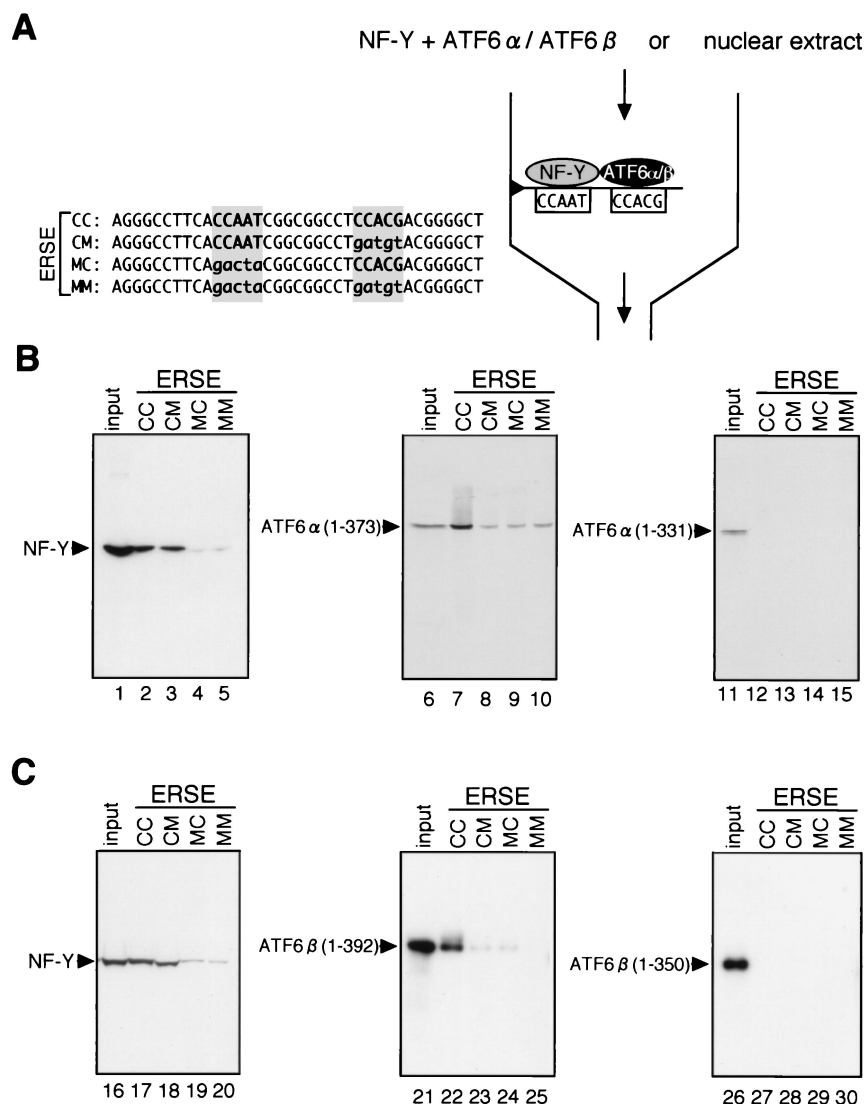 A
NF-Y + ATF6 α / ATF6 β or nuclear extract
NF-Y ATF6α/β
CCAAT CCACG
ERSE
CC: AGGGCCTTCACCAATCGGCGGCCTCCACGACGGGGCT
CM: AGGGCCTTCACCAATCGGCGGCCTgatgtACGGGGCT
MC: AGGGCCTTCAgactaCGGCGGCCTCCACGACGGGGCT
MM: AGGGCCTTCAgactaCGGCGGCCTgatgtACGGGGCT
B
ERSE
input CC CM MC MM
NF-Y
1 2 3 4 5
ERSE
input CC CM MC MM
ATF6 α (1-373)
6 7 8 9 10
ERSE
input CC CM MC MM
ATF6 α (1-331)
11 12 13 14 15
C
ERSE
input CC CM MC MM
NF-Y
16 17 18 19 20
ERSE
input CC CM MC MM
ATF6 β (1-392)
21 22 23 24 25
ERSE
input CC CM MC MM
ATF6 β (1-350)
26 27 28 29 30